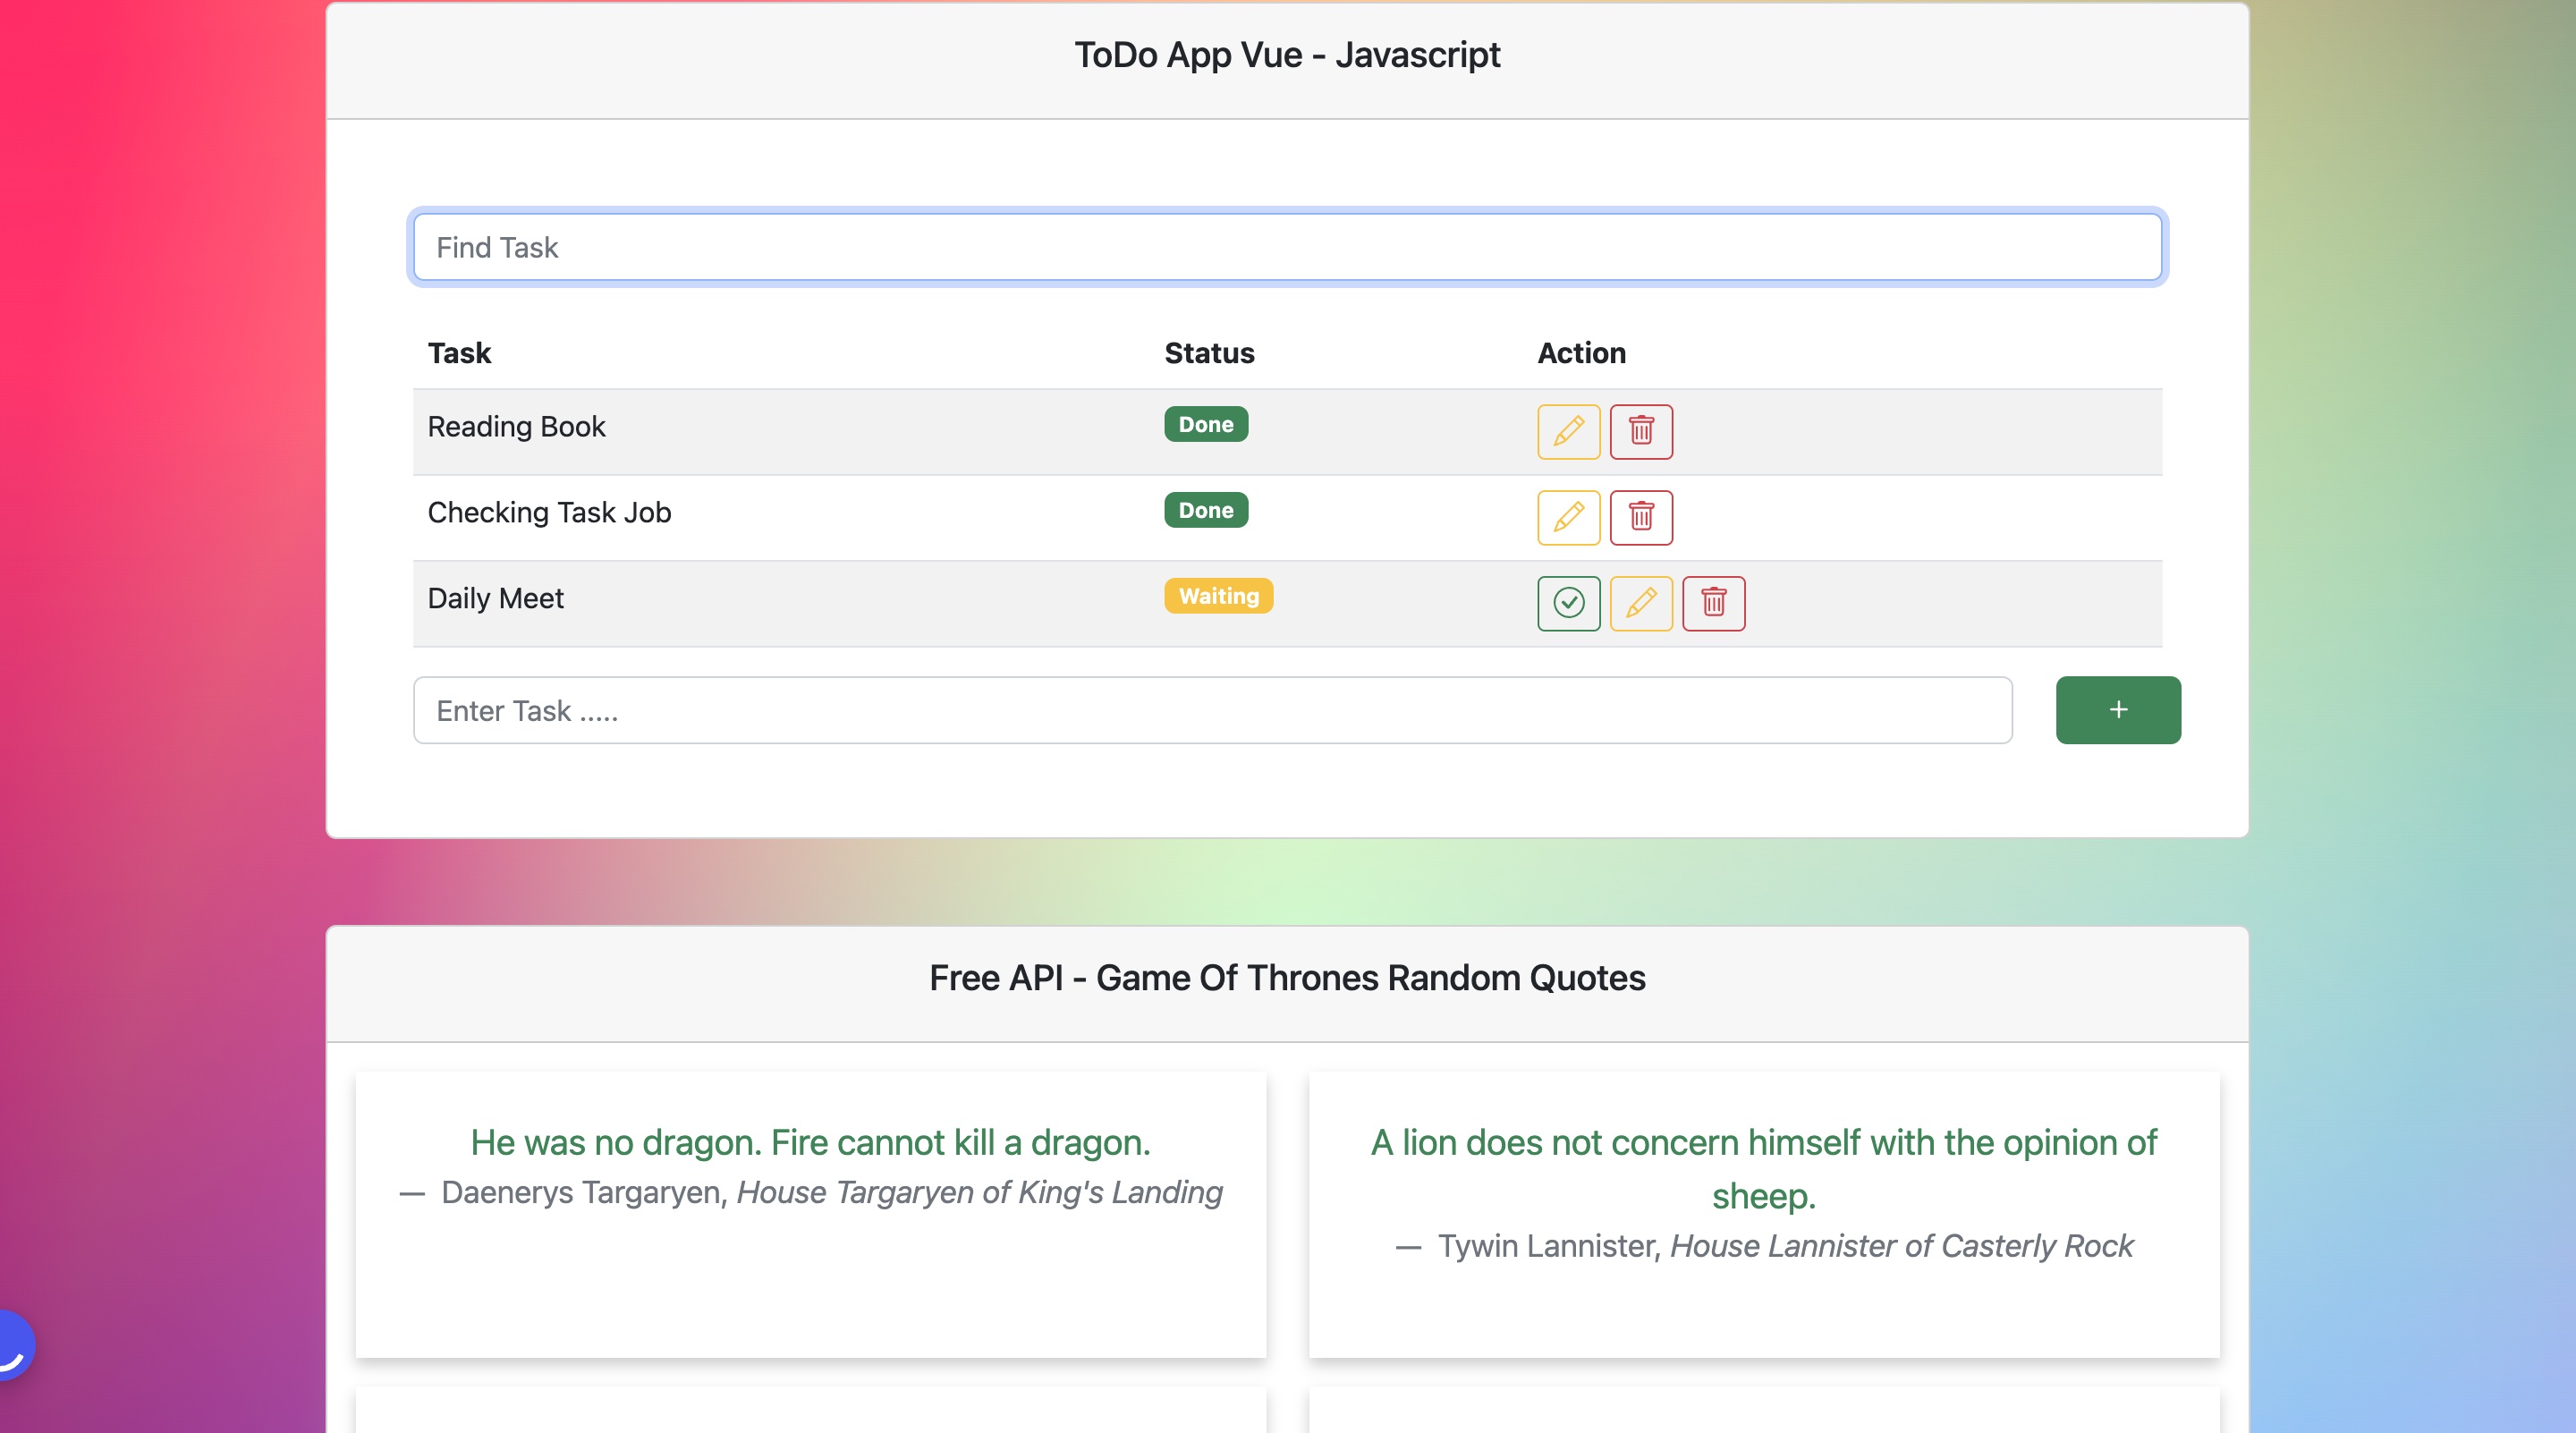 ToDo App Vue - Javascript
Find Task
Task Status Action
Reading Book Done
Checking Task Job Done
Daily Meet Waiting
Enter Task ..... +
Free API - Game Of Thrones Random Quotes
He was no dragon. Fire cannot kill a dragon.
— Daenerys Targaryen, House Targaryen of King's Landing
A lion does not concern himself with the opinion of
sheep.
— Tywin Lannister, House Lannister of Casterly Rock